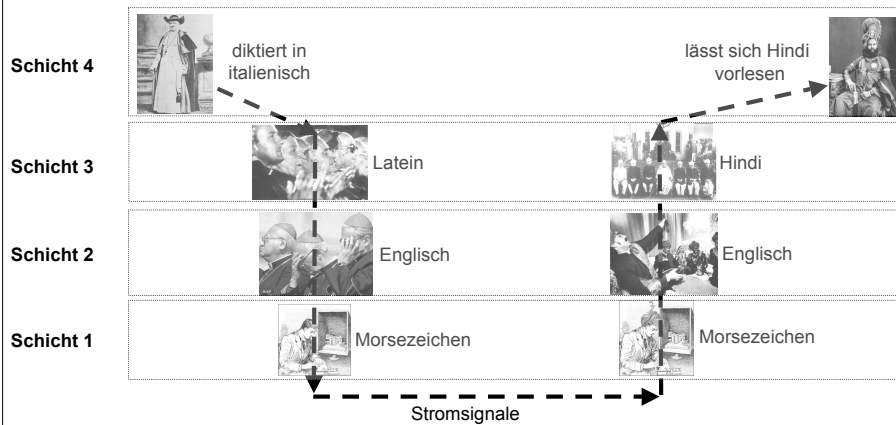 Schicht 4
diktiert in
italienisch
lässt sich Hindi
vorlesen
Schicht 3
Latein
Hindi
Schicht 2
Englisch
Englisch
Schicht 1
Morsezeichen
Morsezeichen
Stromsignale